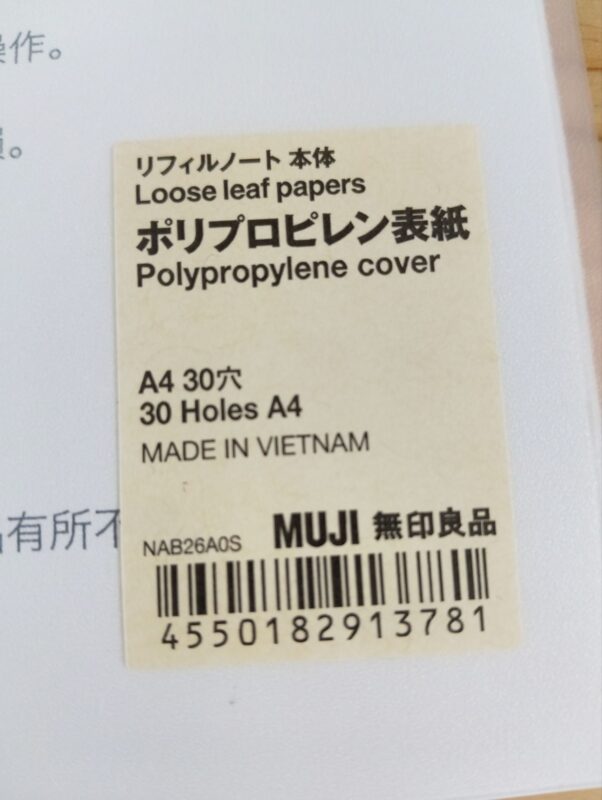 操作。
。
リフィルノート 本体
Loose leaf papers
ポリプロピレン表紙
Polypropylene cover
A4 30穴
30 Holes A4
MADE IN VIETNAM
有所不
NAB26A0S MUJI 無印良品
4550182913781